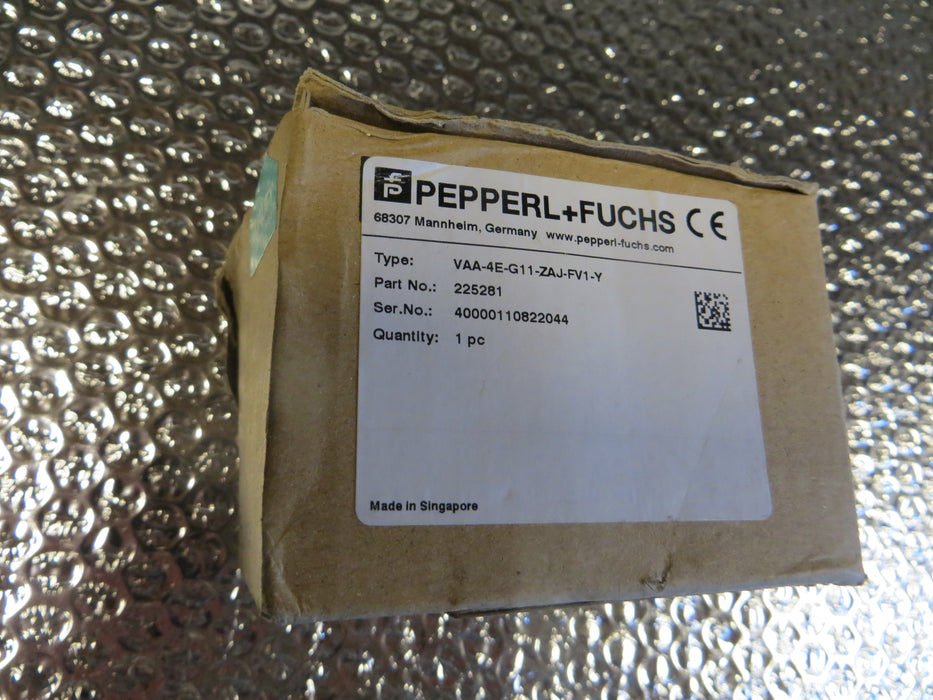 PEPPERL+FUCHS CE
68307 Mannheim, Germany www.pepperl-fuchs.com
Type: VAA-4E-G11-ZAJ-FV1-Y
Part No.: 225281
Ser.No.: 40000110822044
Quantity: 1 pc
Made in Singapore